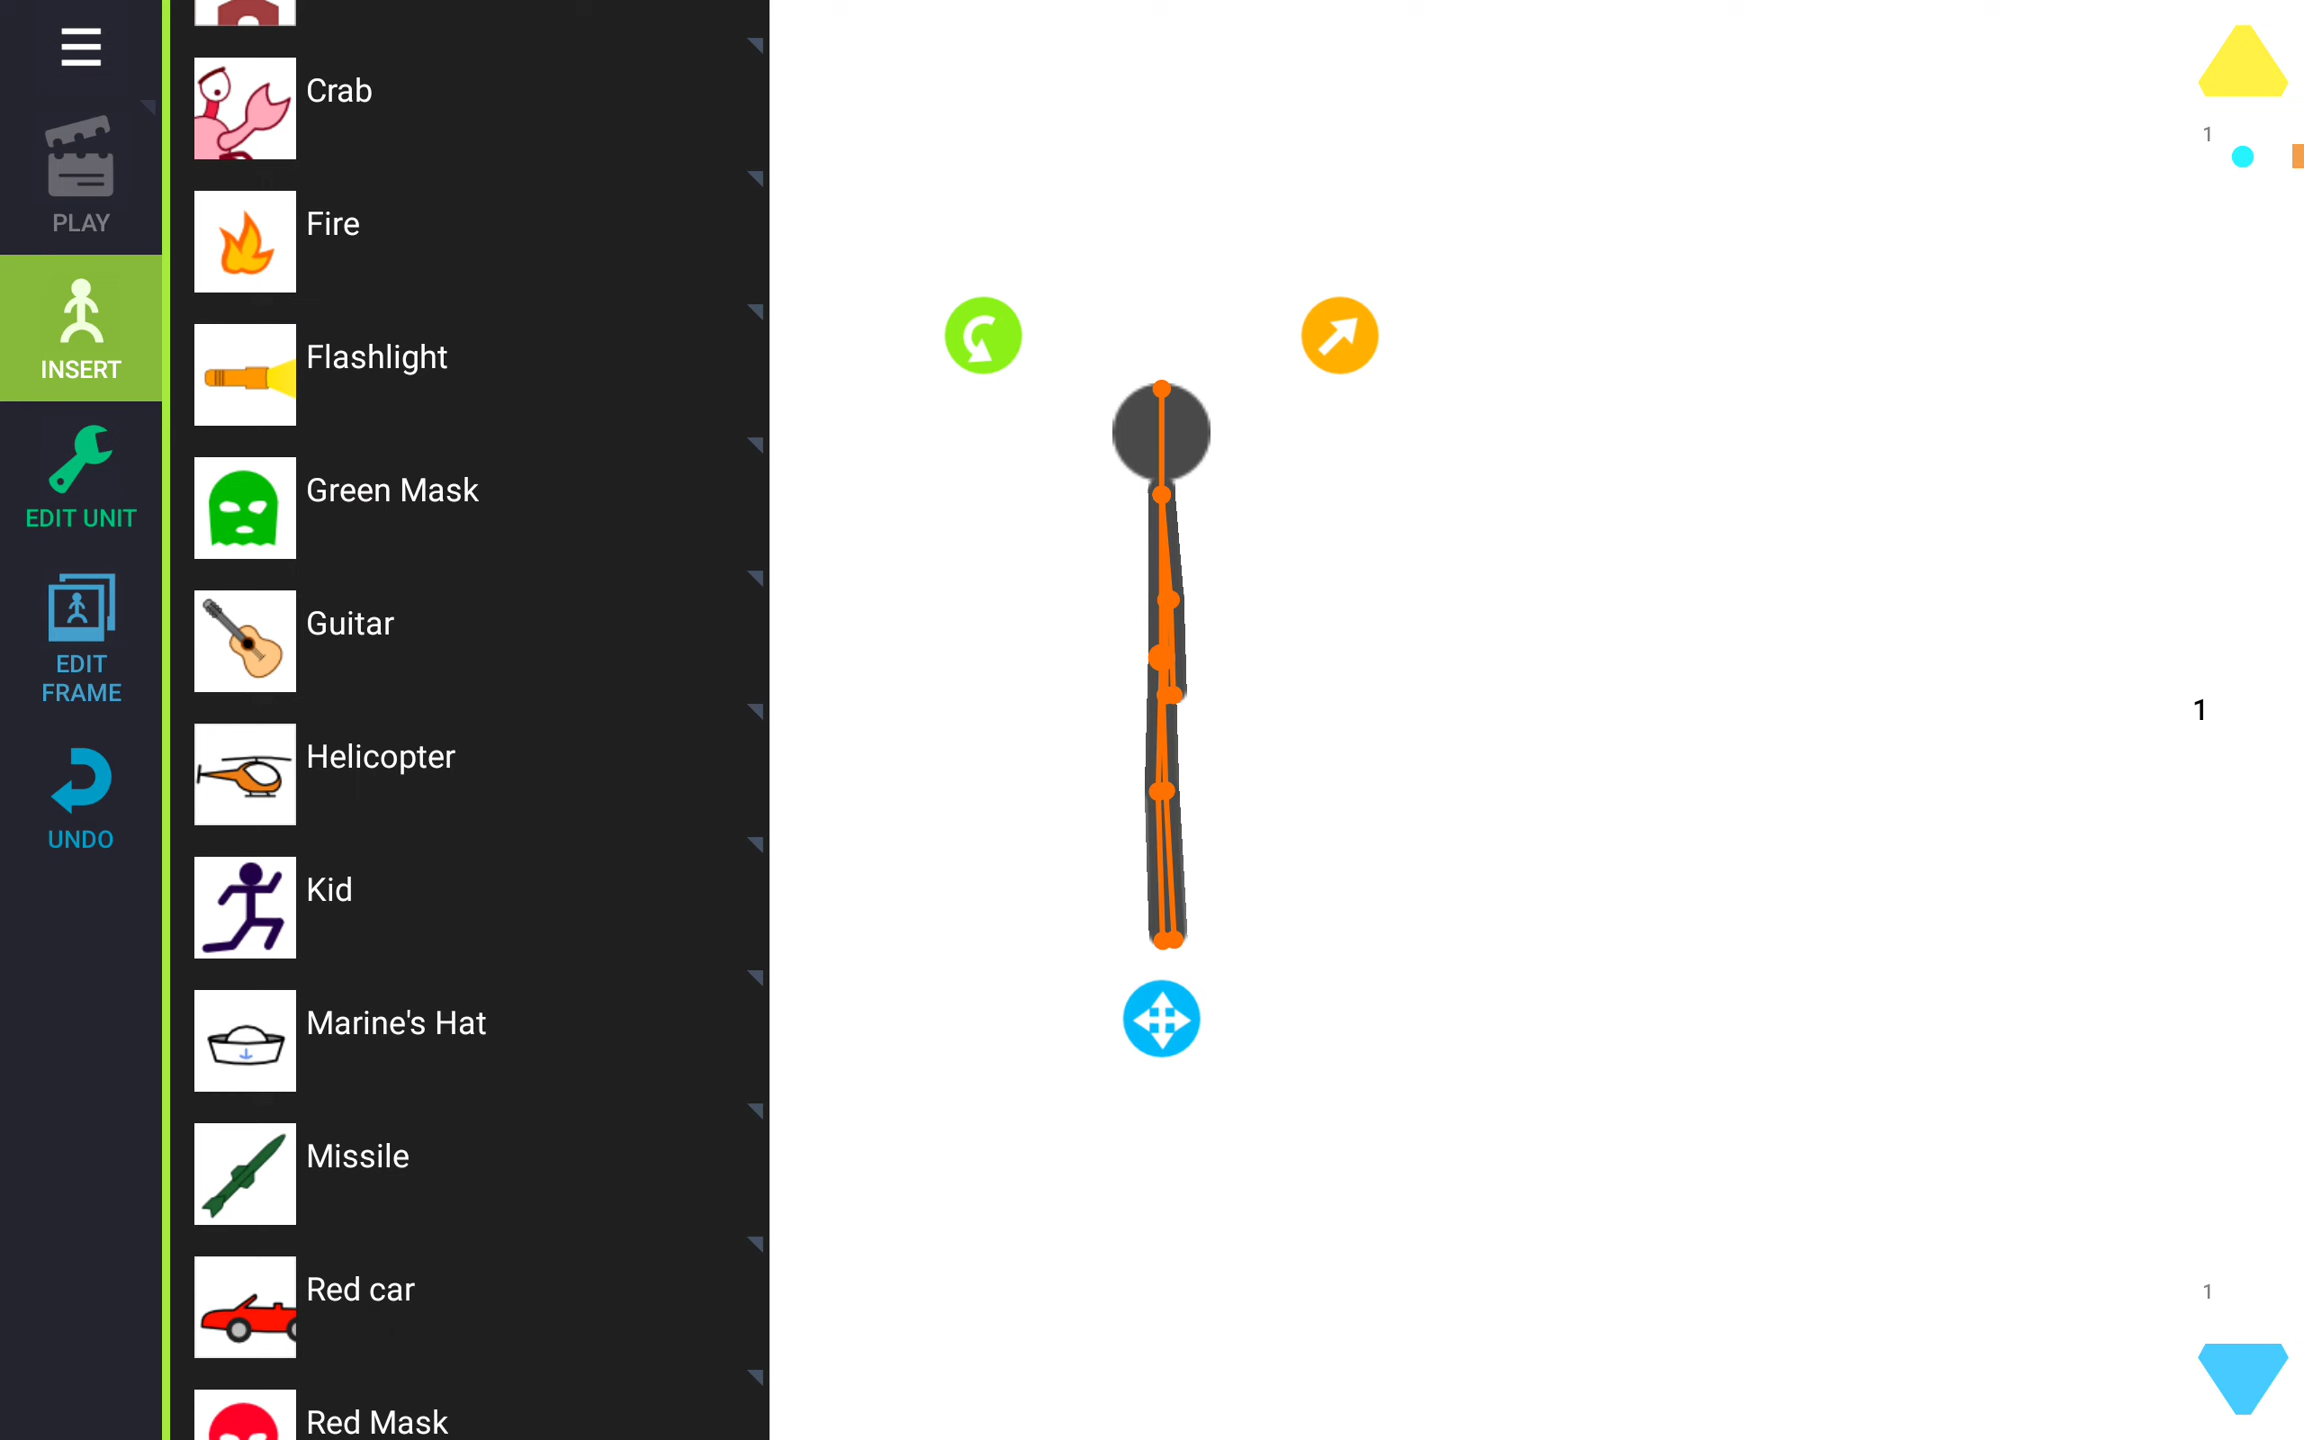 PLAY
INSERT
EDIT UNIT
EDIT
FRAME
UNDO
Crab
Fire
Flashlight
Green Mask
Guitar
Helicopter
Kid
Marine's Hat
Missile
Red car
Red Mask
1
1
1